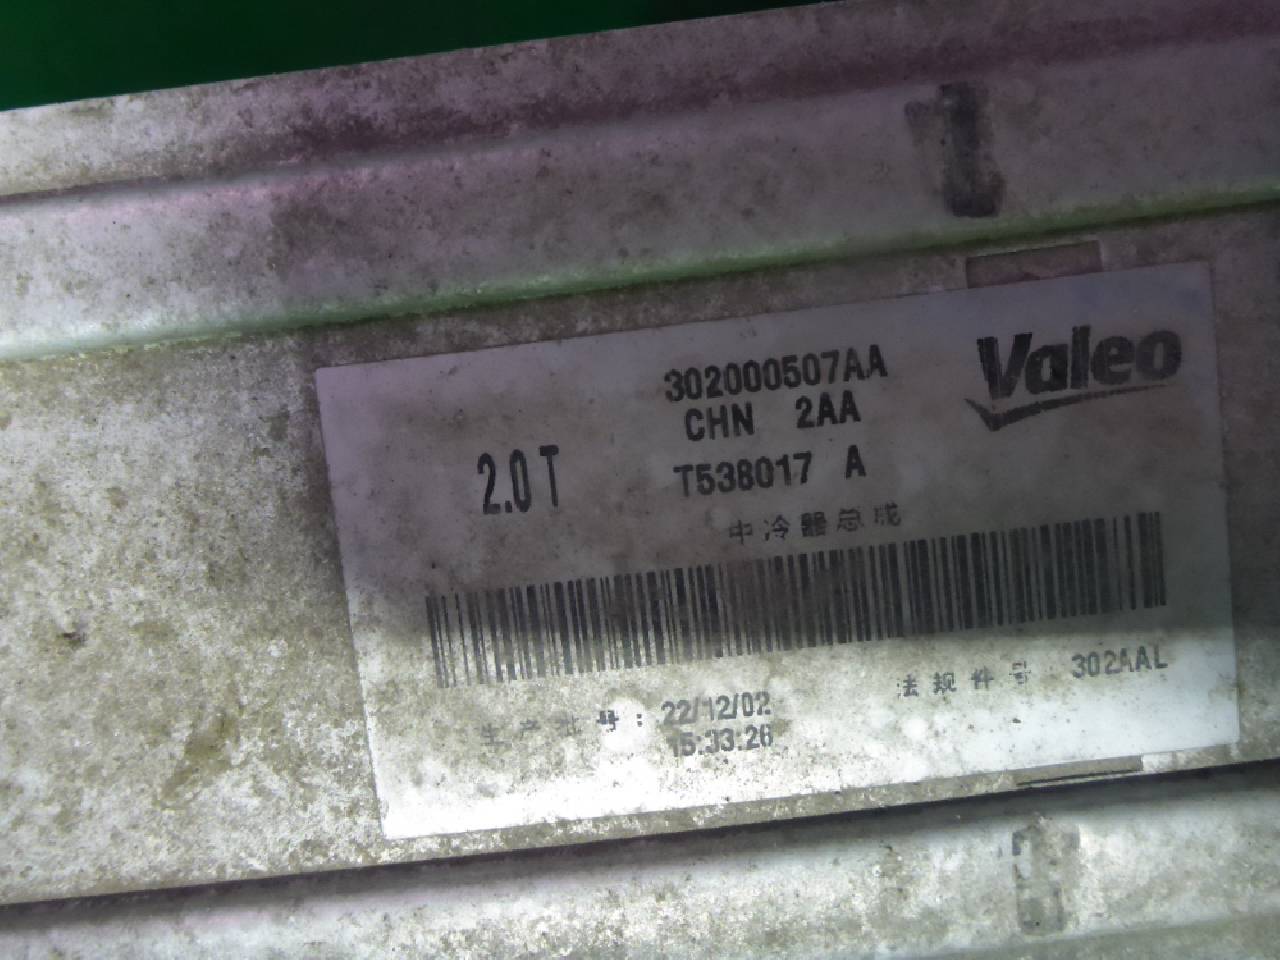 302000507AA
Valeo
CHN 2AA
2.0T
T538017 A
中冷器总成
生产批号：22/12/02
15:33:26
法规件号 302AAL